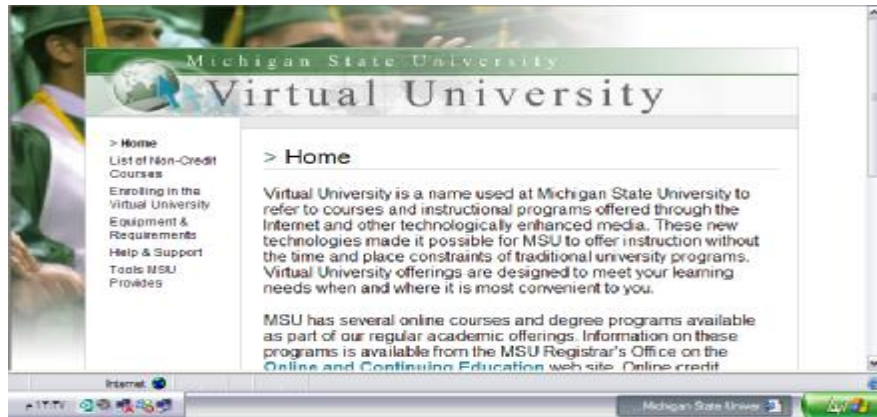 Michigan State University
Virtual University
> Home
List of Non-Credit
Courses
Enrolling in the
Virtual University
Equipment &
Requirements
Help & Support
Tools MSU
Provides
> Home
Virtual University is a name used at Michigan State University to
refer to courses and instructional programs offered through the
Internet and other technologically enhanced media. These new
technologies made it possible for MSU to offer instruction without
the time and place constraints of traditional university programs.
Virtual University offerings are designed to meet your learning
needs when and where it is most convenient to you.
MSU has several online courses and degree programs available
as part of our regular academic offerings. Information on these
programs is available from the MSU Registrar's Office on the
Online and Continuing Education web site. Online credit
Internet
Michigan State Univer